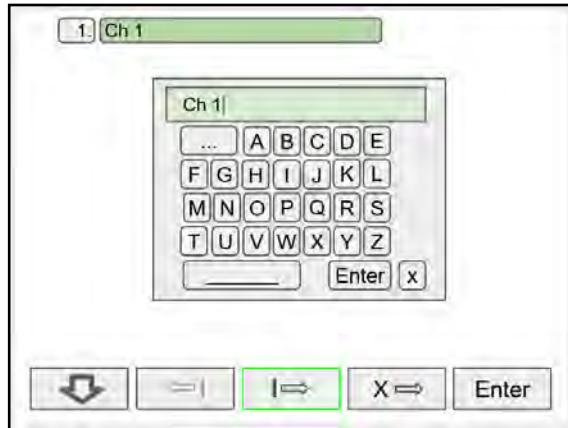 1. Ch 1
Ch 1
... A B C D E
F G H I J K L
M N O P Q R S
T U V W X Y Z
Enter x
X Enter